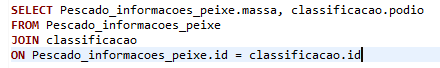 SELECT Pescado_informacoes_peixe.massa, classificacao.podio
FROM Pescado_informacoes_peixe
JOIN classificacao
ON Pescado_informacoes_peixe.id = classificacao.id